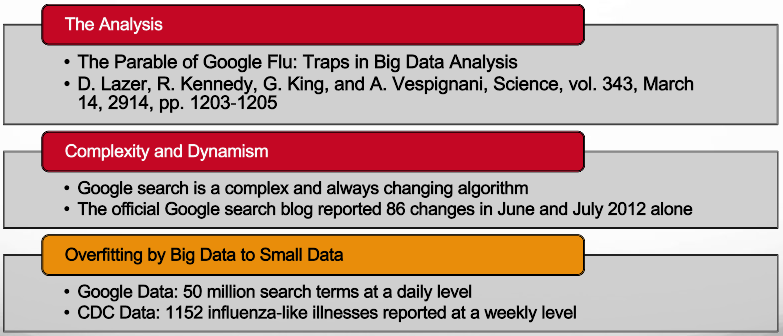 The Analysis
• The Parable of Google Flu: Traps in Big Data Analysis
• D. Lazer, R. Kennedy, G. King, and A. Vespignani, Science, vol. 343, March
14, 2914, pp. 1203-1205
Complexity and Dynamism
• Google search is a complex and always changing algorithm
• The official Google search blog reported 86 changes in June and July 2012 alone
Overfitting by Big Data to Small Data
• Google Data: 50 million search terms at a daily level
• CDC Data: 1152 influenza-like illnesses reported at a weekly level